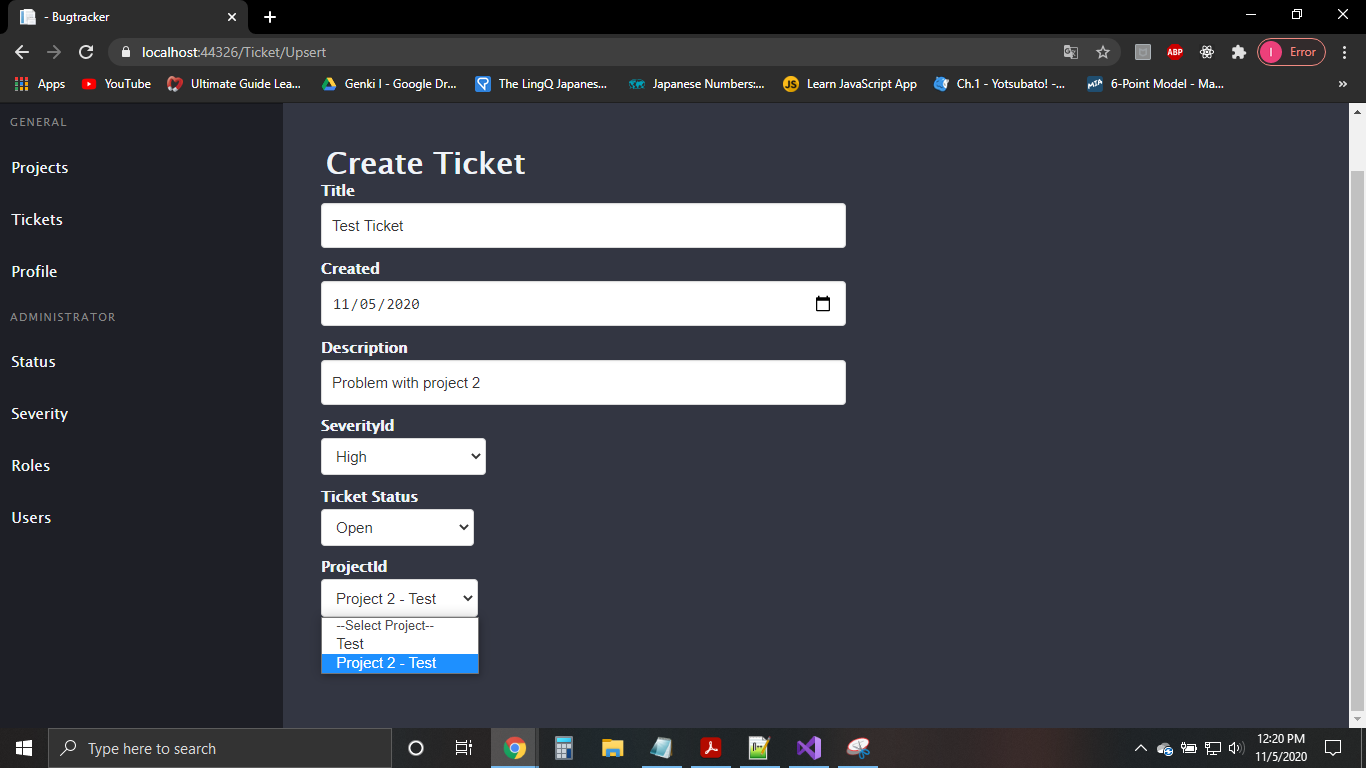 - Bugtracker
localhost:44326/Ticket/Upsert
ABP
I Error
Apps YouTube Ultimate Guide Lea... Genki I - Google Dr... The LingQ Japanes... Japanese Numbers:... JS Learn JavaScript App Ch.1 - Yotsubato! -... MIA 6-Point Model - Ma... »
GENERAL
Projects
Tickets
Profile
ADMINISTRATOR
Status
Severity
Roles
Users
Create Ticket
Title
Test Ticket
Created
11/05/2020
Description
Problem with project 2
SeverityId
High
Ticket Status
Open
ProjectId
Project 2 - Test
--Select Project--
Test
Project 2 - Test
Type here to search
12:20 PM
11/5/2020